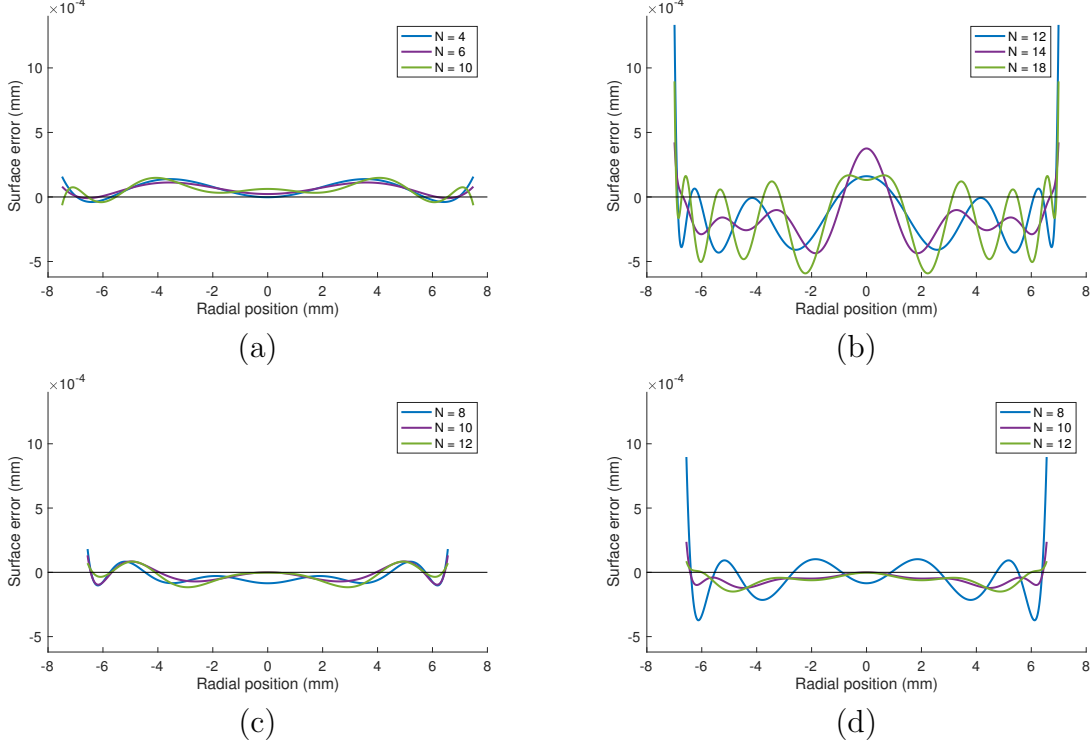 ×10-4
N = 4
N = 6
N = 10
10
5
0
-5
Surface error (mm)
-8 -6 -4 -2 0 2 4 6 8
Radial position (mm)
(a)
×10-4
N = 12
N = 14
N = 18
10
5
0
-5
Surface error (mm)
-8 -6 -4 -2 0 2 4 6 8
Radial position (mm)
(b)
×10-4
N = 8
N = 10
N = 12
10
5
0
-5
Surface error (mm)
-8 -6 -4 -2 0 2 4 6 8
Radial position (mm)
(c)
×10-4
N = 8
N = 10
N = 12
10
5
0
-5
Surface error (mm)
-8 -6 -4 -2 0 2 4 6 8
Radial position (mm)
(d)